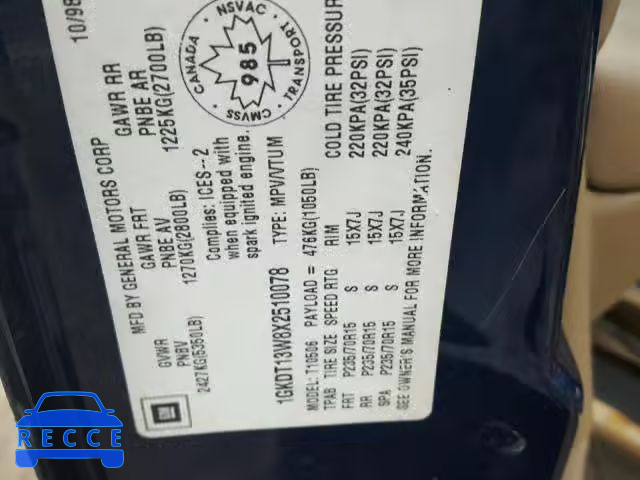 MFD BY GENERAL MOTORS CORP 10/98
GVWR GAWR FRT GAWR RR
PNBV PNBE AV PNBE AR
2427KG(5350LB) 1270KG(2800LB) 1225KG(2700LB)
Complies: ICES--2
when equipped with
spark ignited engine.
CANADA NSVAC TRANSPORT CMVSS
985
1GKDT13W8X2510078 TYPE: MPV/VTUM
MODEL: T10506 PAYLOAD = 476KG(1050LB)
TPAB TIRE SIZE SPEED RTG RIM COLD TIRE PRESSURE
FRT P235/70R15 S 15X7J 220KPA(32PSI)
RR P235/70R15 S 15X7J 220KPA(32PSI)
SPA P235/70R15 S 15X7J 240KPA(35PSI)
SEE OWNER'S MANUAL FOR MORE INFORMATION.
GM
RECCE